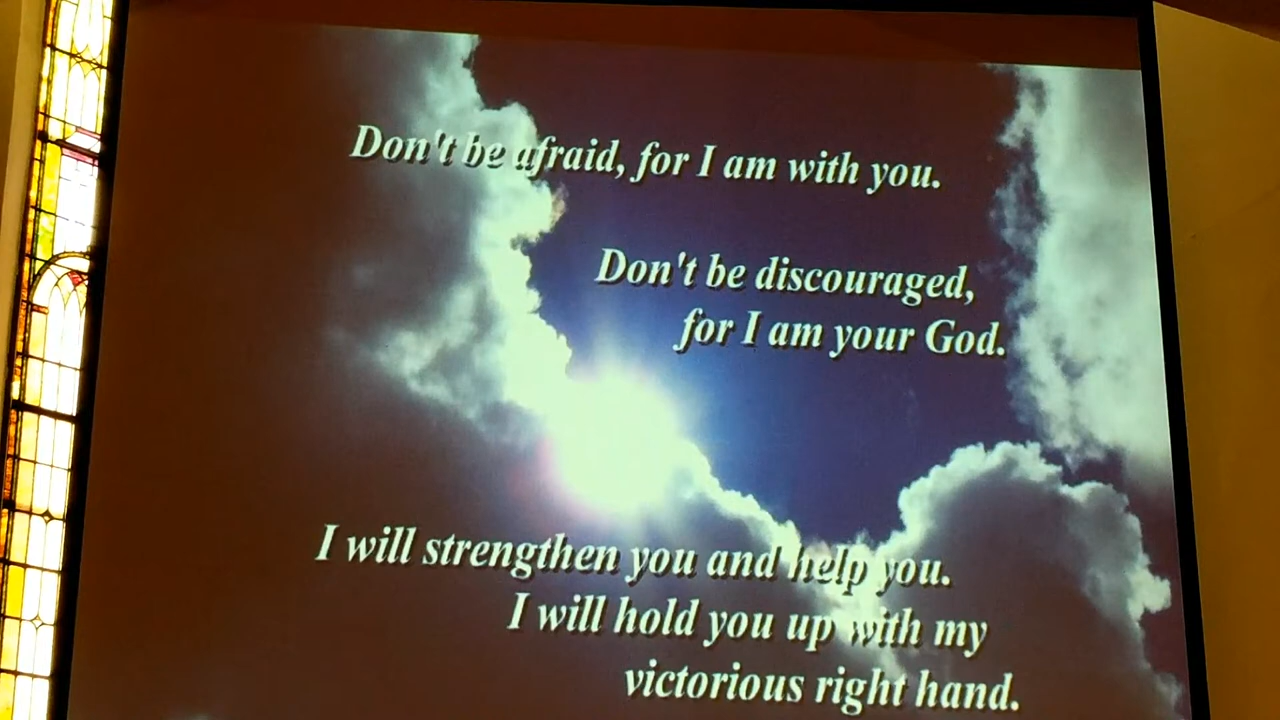 Don't be afraid, for I am with you.
Don't be discouraged,
for I am your God.
I will strengthen you and help you.
I will hold you up with my
victorious right hand.